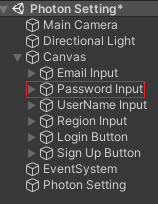 Photon Setting*
Main Camera
Directional Light
Canvas
Email Input
Password Input
UserName Input
Region Input
Login Button
Sign Up Button
EventSystem
Photon Setting